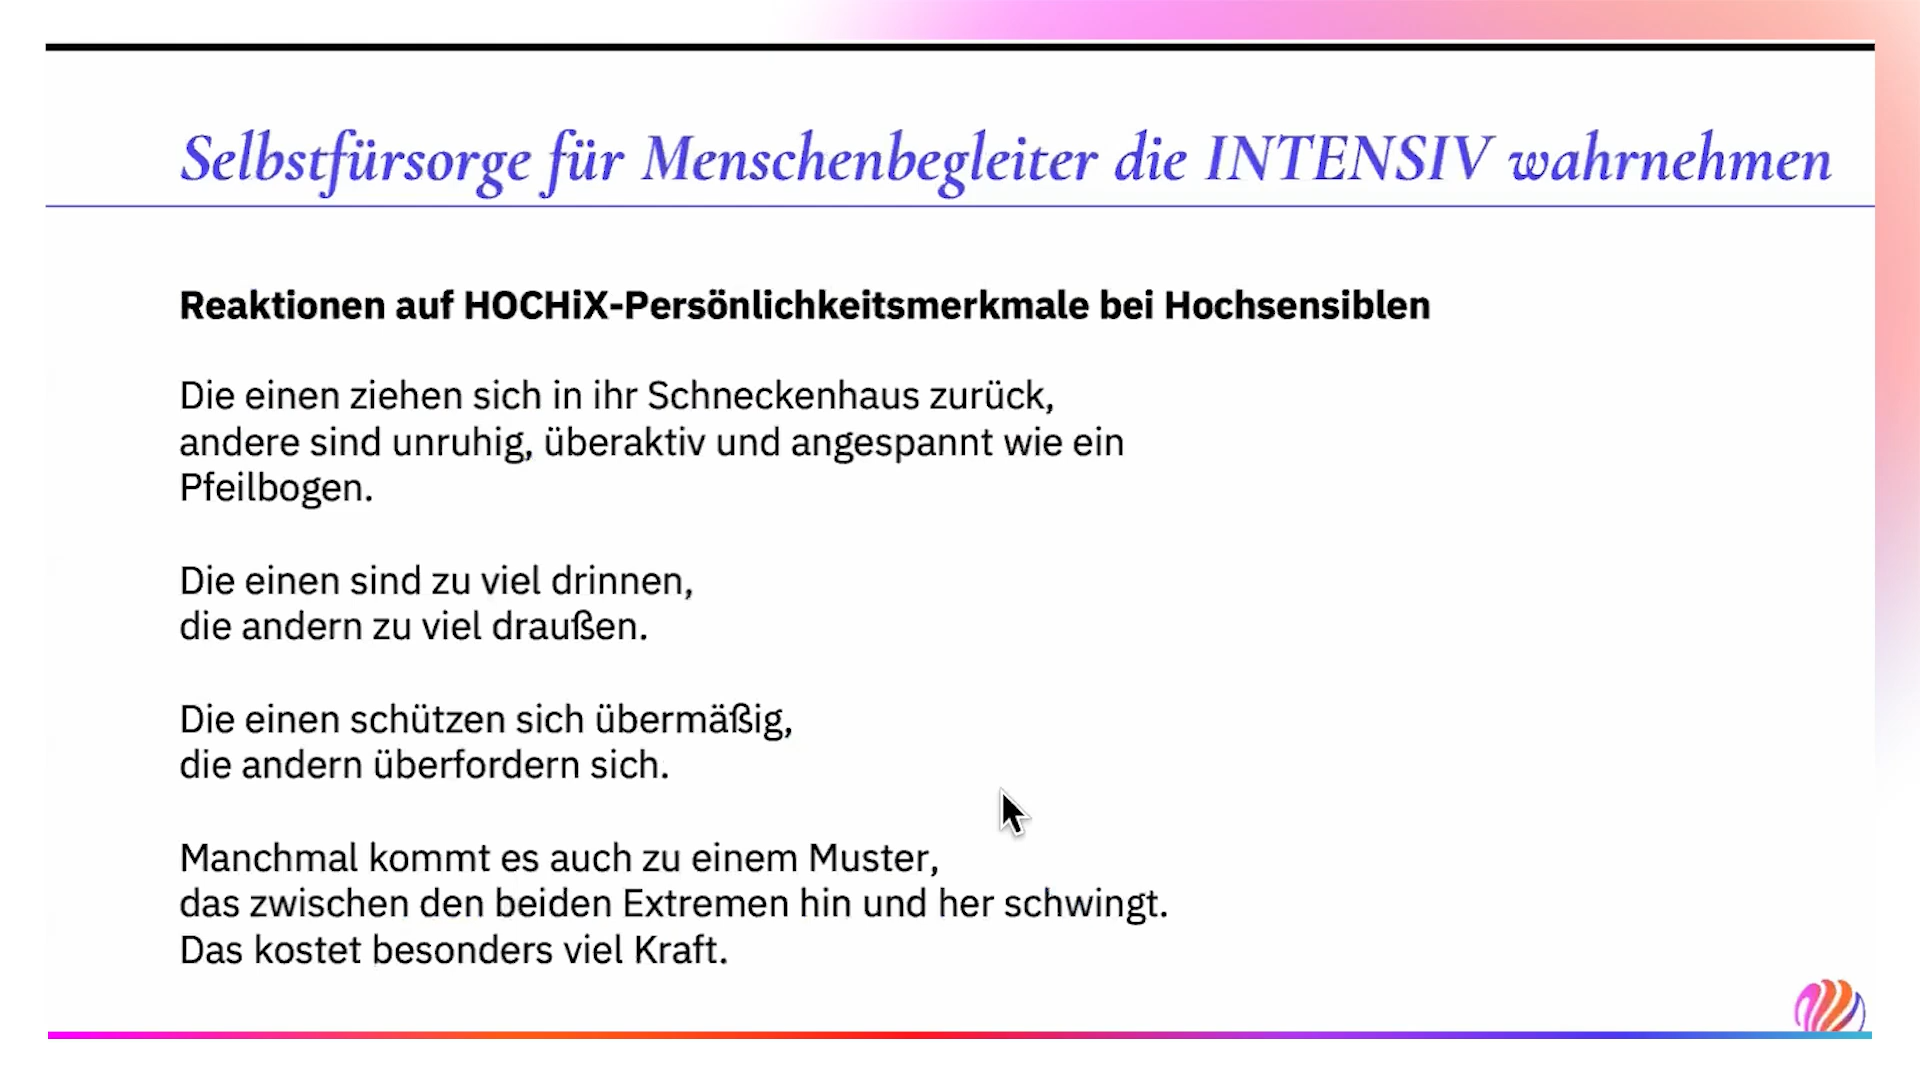 Selbstfürsorge für Menschenbegleiter die INTENSIV wahrnehmen
Reaktionen auf HOCHiX-Persönlichkeitsmerkmale bei Hochsensiblen
Die einen ziehen sich in ihr Schneckenhaus zurück,
andere sind unruhig, überaktiv und angespannt wie ein
Pfeilbogen.
Die einen sind zu viel drinnen,
die andern zu viel draußen.
Die einen schützen sich übermäßig,
die andern überfordern sich.
Manchmal kommt es auch zu einem Muster,
das zwischen den beiden Extremen hin und her schwingt.
Das kostet besonders viel Kraft.